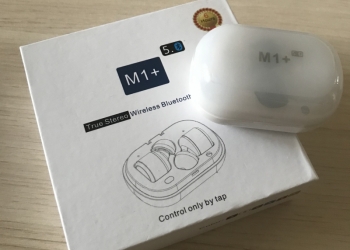 5.0
M1+
True Stereo Wireless Bluetooth
Control only by tap
M1+